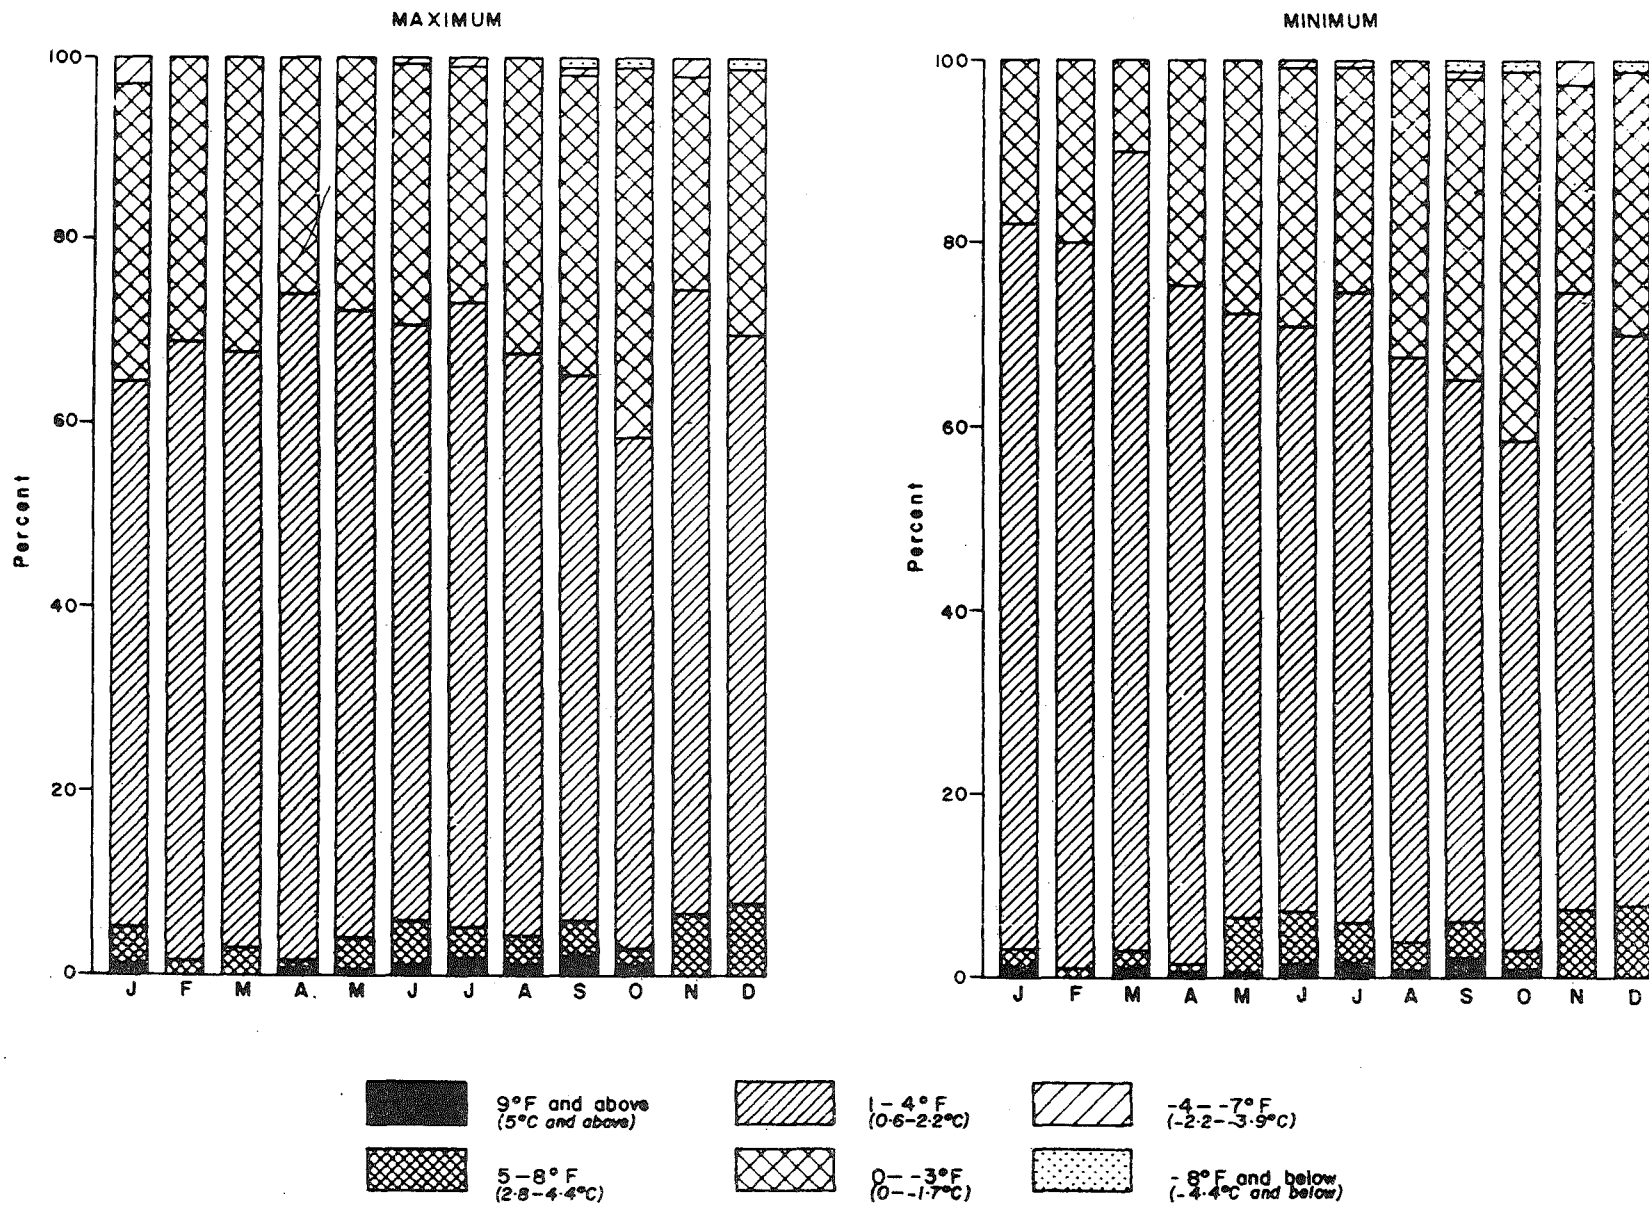 MAXIMUM
100
80
60
40
20
0
Percent
J F M A. M J J A S O N D
MINIMUM
100
80
60
40
20
0
Percent
J F M A M J J A S O N D
9°F and above
(5°C and above)
5-8°F
(2·8-4·4°C)
1-4°F
(0·6-2·2°C)
0--3°F
(0--1·7°C)
-4--7°F
(-2·2--3·9°C)
-8°F and below
(-4·4°C and below)